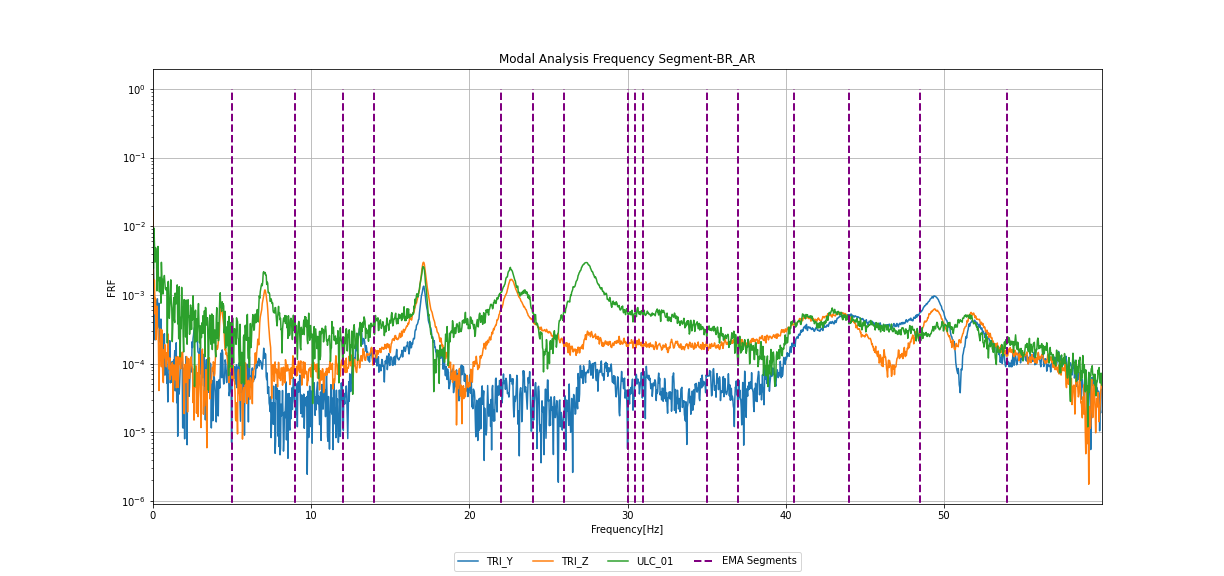 Modal Analysis Frequency Segment-BR_AR
10⁰
10⁻¹
10⁻²
10⁻³
10⁻⁴
10⁻⁵
10⁻⁶
FRF
0 10 20 30 40 50
Frequency[Hz]
TRI_Y TRI_Z ULC_01 EMA Segments